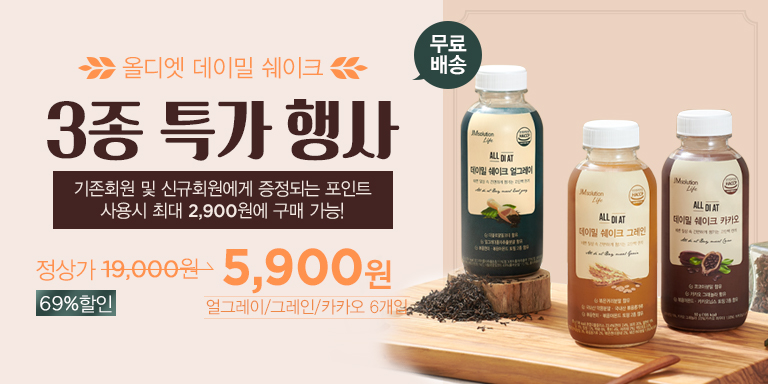 올디엣 데이밀 쉐이크
3종 특가 행사
기존회원 및 신규회원에게 증정되는 포인트
사용시 최대 2,900원에 구매 가능!
정상가 19,000원→ 5,900원
69%할인
얼그레이/그레인/카카오 6개입
무료
배송
JMsolution
Life
ALL
DI AT
데이밀 쉐이크 얼그레이
JMsolution
Life
ALL
DI AT
데이밀 쉐이크 그레인
JMsolution
Life
ALL
DI AT
데이밀 쉐이크 카카오